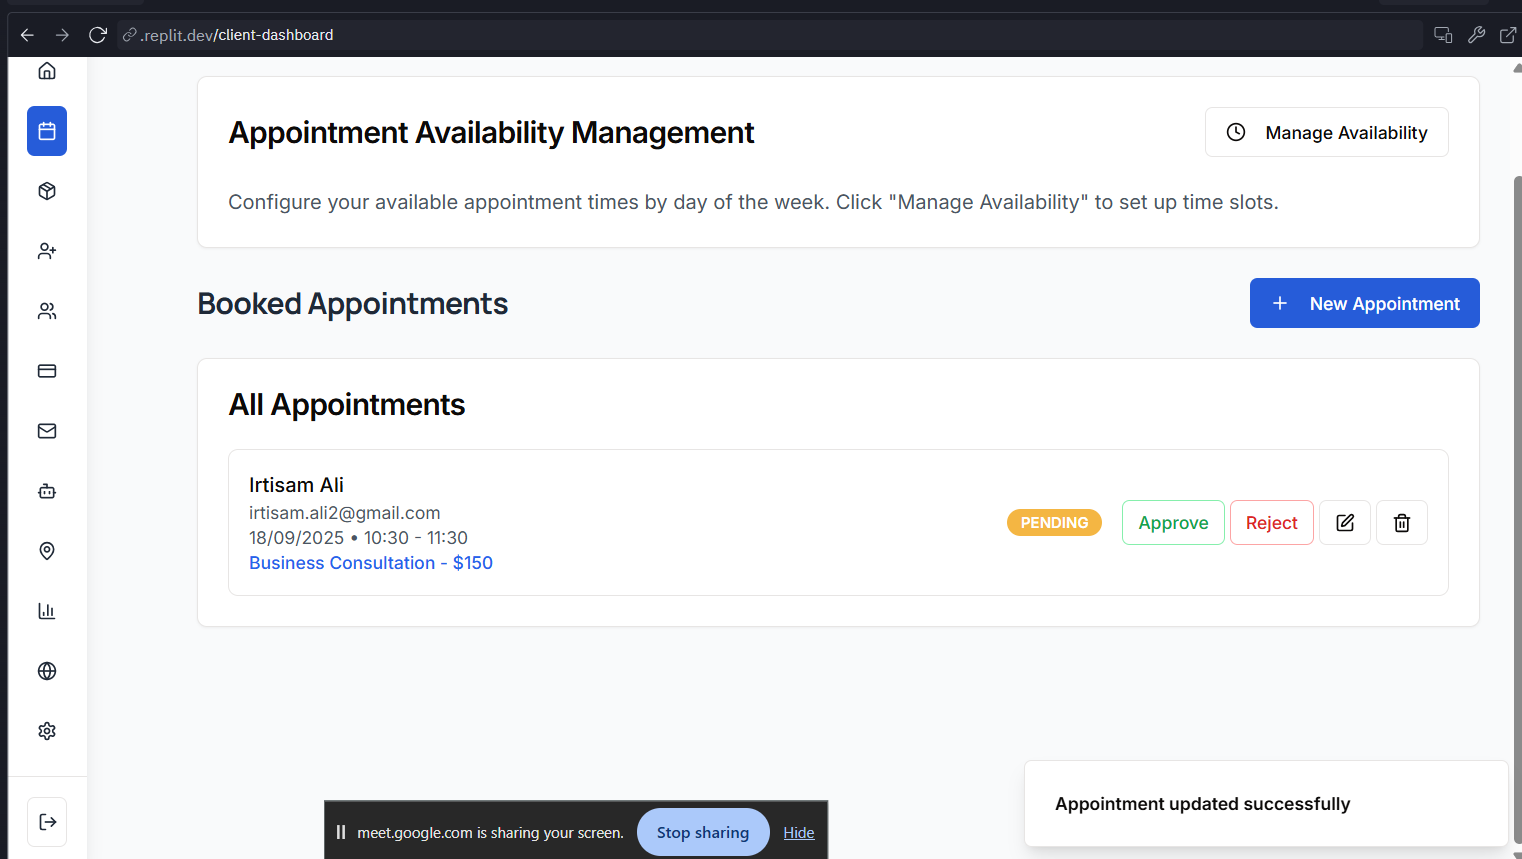 .replit.dev/client-dashboard
Appointment Availability Management
Manage Availability
Configure your available appointment times by day of the week. Click "Manage Availability" to set up time slots.
Booked Appointments
New Appointment
All Appointments
Irtisam Ali
irtisam.ali2@gmail.com
18/09/2025 • 10:30 - 11:30
Business Consultation - $150
PENDING
Approve
Reject
Appointment updated successfully
meet.google.com is sharing your screen.
Stop sharing
Hide